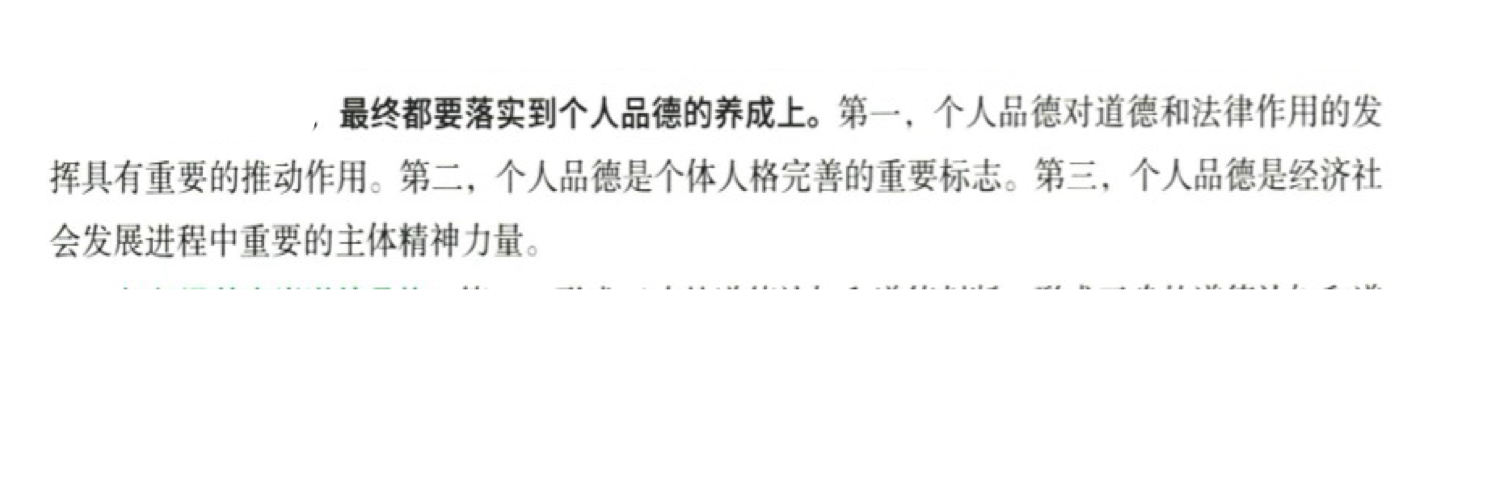 ，最终都要落实到个人品德的养成上。第一，个人品德对道德和法律作用的发
挥具有重要的推动作用。第二，个人品德是个体人格完善的重要标志。第三，个人品德是经济社
会发展进程中重要的主体精神力量。